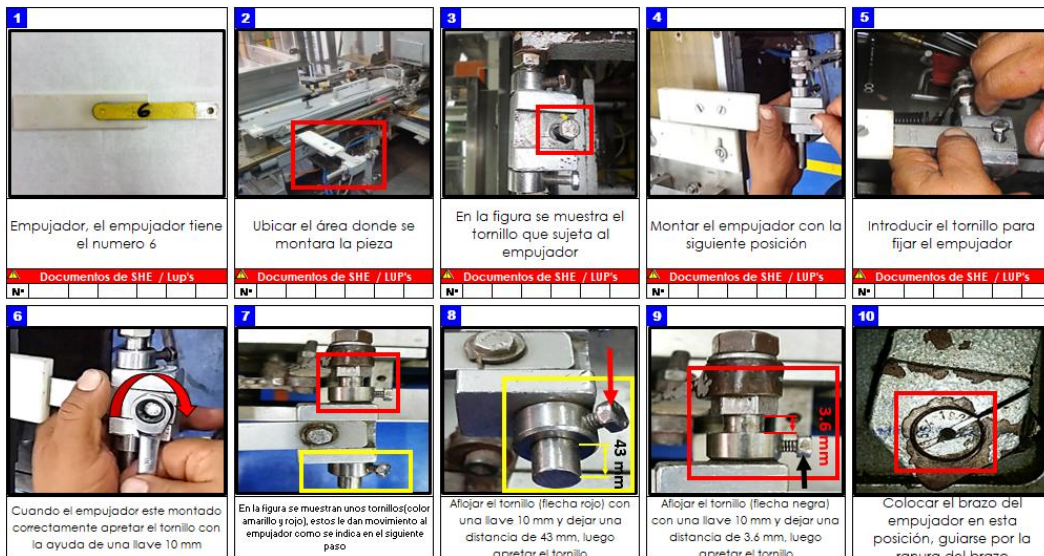 1
2
3
4
5
6
Empujador, el empujador tiene
el numero 6
Ubicar el área donde se
montara la pieza
En la figura se muestra el
tornillo que sujeta al
empujador
Montar el empujador con la
siguiente posición
Introducir el tornillo para
fijar el empujador
Documentos de SHE / Lup's
Documentos de SHE / LUP's
Documentos de SHE / LUP's
Documentos de SHE / LUP's
Documentos de SHE / LUP's
N°
N°
N°
N°
N°
6
7
8
9
10
43 mm
3.6 mm
Cuando el empujador este montado
correctamente apretar el tornillo con
la ayuda de una llave 10 mm
En la figura se muestran unos tornillos(color
amarillo y rojo), estos le dan movimiento al
empujador como se indica en el siguiente
paso
Aflojar el tornillo (flecha rojo) con
una llave 10 mm y dejar una
distancia de 43 mm, luego
apretar el tornillo
Aflojar el tornillo (flecha negra)
con una llave 10 mm y dejar una
distancia de 3.6 mm, luego
apretar el tornillo
Colocar el brazo del
empujador en esta
posición, guiarse por la
ranura del brazo